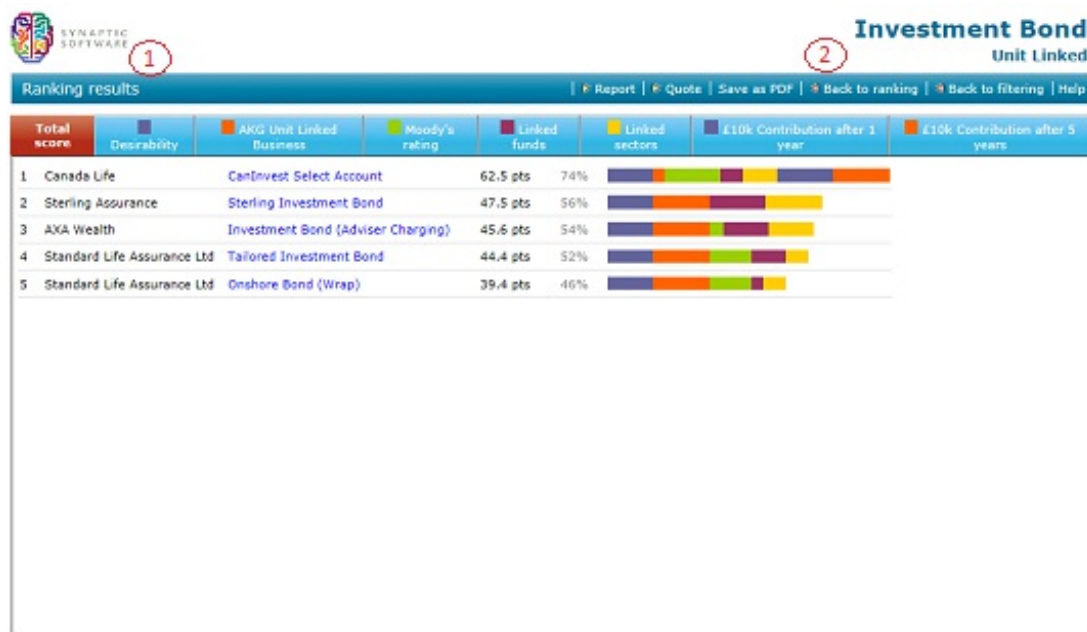 SYNAPTIC
SOFTWARE
1
Investment Bond
2
Unit Linked
Ranking results
| Report | Quote | Save as PDF | Back to ranking | Back to filtering | Help
Total score
Desirability
AKG Unit Linked Business
Moody's rating
Linked funds
Linked sectors
£10k Contribution after 1 year
£10k Contribution after 5 years
1 Canada Life CanInvest Select Account 62.5 pts 74%
2 Sterling Assurance Sterling Investment Bond 47.5 pts 56%
3 AXA Wealth Investment Bond (Adviser Charging) 45.6 pts 54%
4 Standard Life Assurance Ltd Tailored Investment Bond 44.4 pts 52%
5 Standard Life Assurance Ltd Onshore Bond (Wrap) 39.4 pts 46%